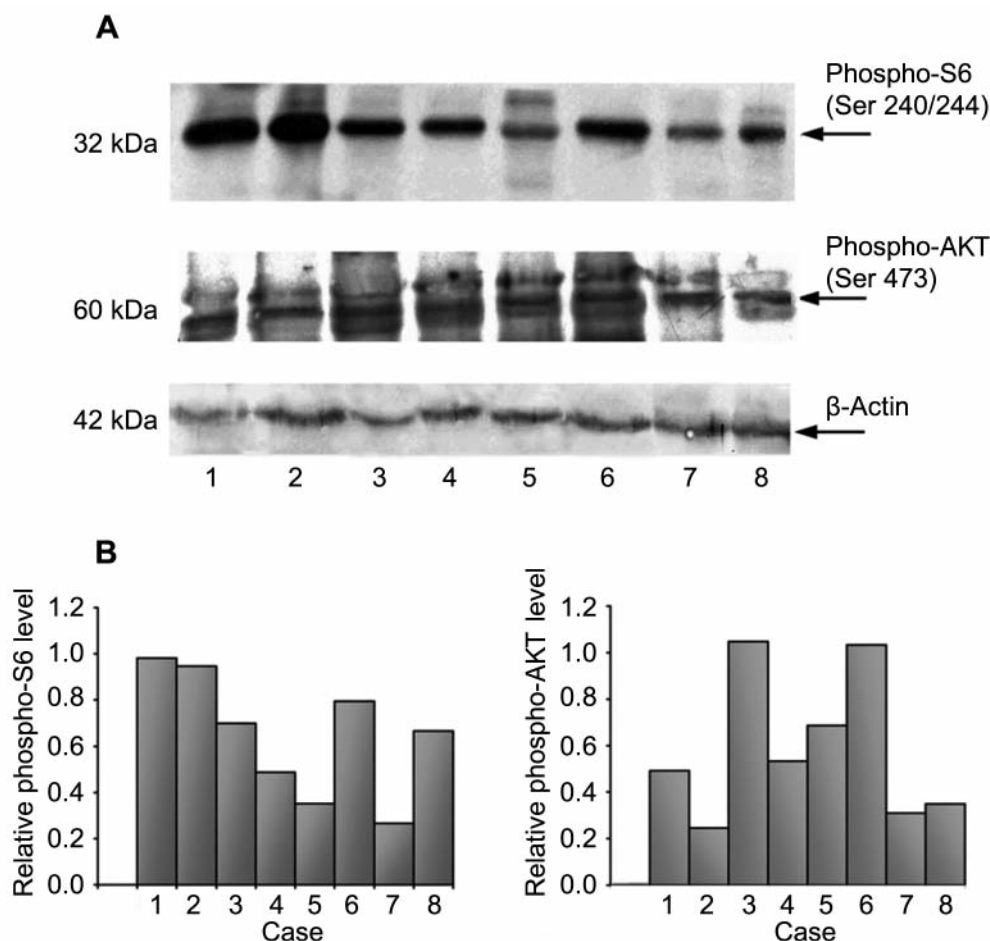 A
Phospho-S6
(Ser 240/244)
32 kDa
Phospho-AKT
(Ser 473)
60 kDa
42 kDa
β-Actin
1 2 3 4 5 6 7 8
B
Relative phospho-S6 level
1.2
1.0
0.8
0.6
0.4
0.2
0.0
1 2 3 4 5 6 7 8
Case
Relative phospho-AKT level
1.2
1.0
0.8
0.6
0.4
0.2
0.0
1 2 3 4 5 6 7 8
Case